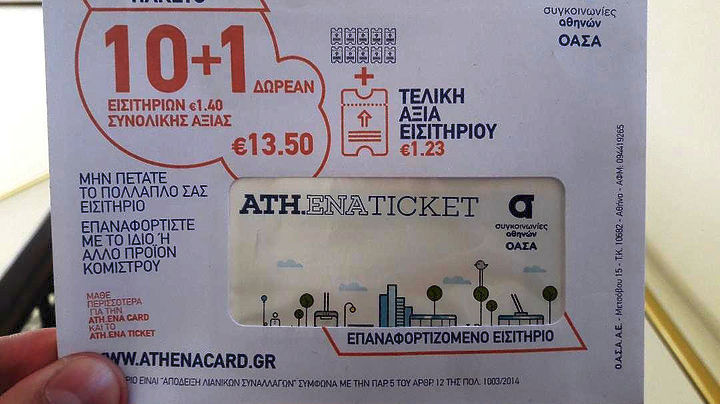 ΠΑΚΕΤΟ
10+1
ΔΩΡΕΑΝ
ΕΙΣΙΤΗΡΙΩΝ €1.40
ΣΥΝΟΛΙΚΗΣ ΑΞΙΑΣ
€13.50
+
ΤΕΛΙΚΗ
ΑΞΙΑ
ΕΙΣΙΤΗΡΙΟΥ
€1.23
συγκοινωνίες
αθηνών
ΟΑΣΑ
ΜΗΝ ΠΕΤΑΤΕ
ΤΟ ΠΟΛΛΑΠΛΟ ΣΑΣ
ΕΙΣΙΤΗΡΙΟ
ΕΠΑΝΑΦΟΡΤΙΣΤΕ
ΜΕ ΤΟ ΙΔΙΟ Ή
ΑΛΛΟ ΠΡΟΪΟΝ
ΚΟΜΙΣΤΡΟΥ
ΜΑΘΕ
ΠΕΡΙΣΣΟΤΕΡΑ
ΓΙΑ ΤΗΝ
ATH.ENA CARD
ΚΑΙ ΤΟ
ATH.ENA TICKET
ATH.ENATICKET
συγκοινωνίες
αθηνών
ΟΑΣΑ
ΕΠΑΝΑΦΟΡΤΙΖΟΜΕΝΟ ΕΙΣΙΤΗΡΙΟ
WWW.ATHENACARD.GR
ΡΙΟ ΕΙΝΑΙ "ΑΠΟΔΕΙΞΗ ΛΙΑΝΙΚΩΝ ΣΥΝΑΛΛΑΓΩΝ" ΣΥΜΦΩΝΑ ΜΕ ΤΗΝ ΠΑΡ.5 ΤΟΥ ΑΡΘΡ.12 ΤΗΣ ΠΟΛ. 1003/2014
Ο.Α.Σ.Α. Α.Ε. - Μετσόβου 15 - Τ.Κ. 10682 - Αθήνα - ΑΦΜ: 094419265